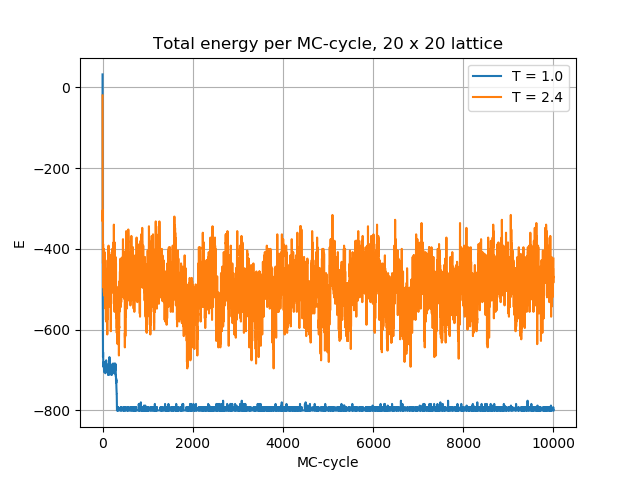 Total energy per MC-cycle, 20 x 20 lattice
T = 1.0
T = 2.4
E
0
−200
−400
−600
−800
0 2000 4000 6000 8000 10000
MC-cycle